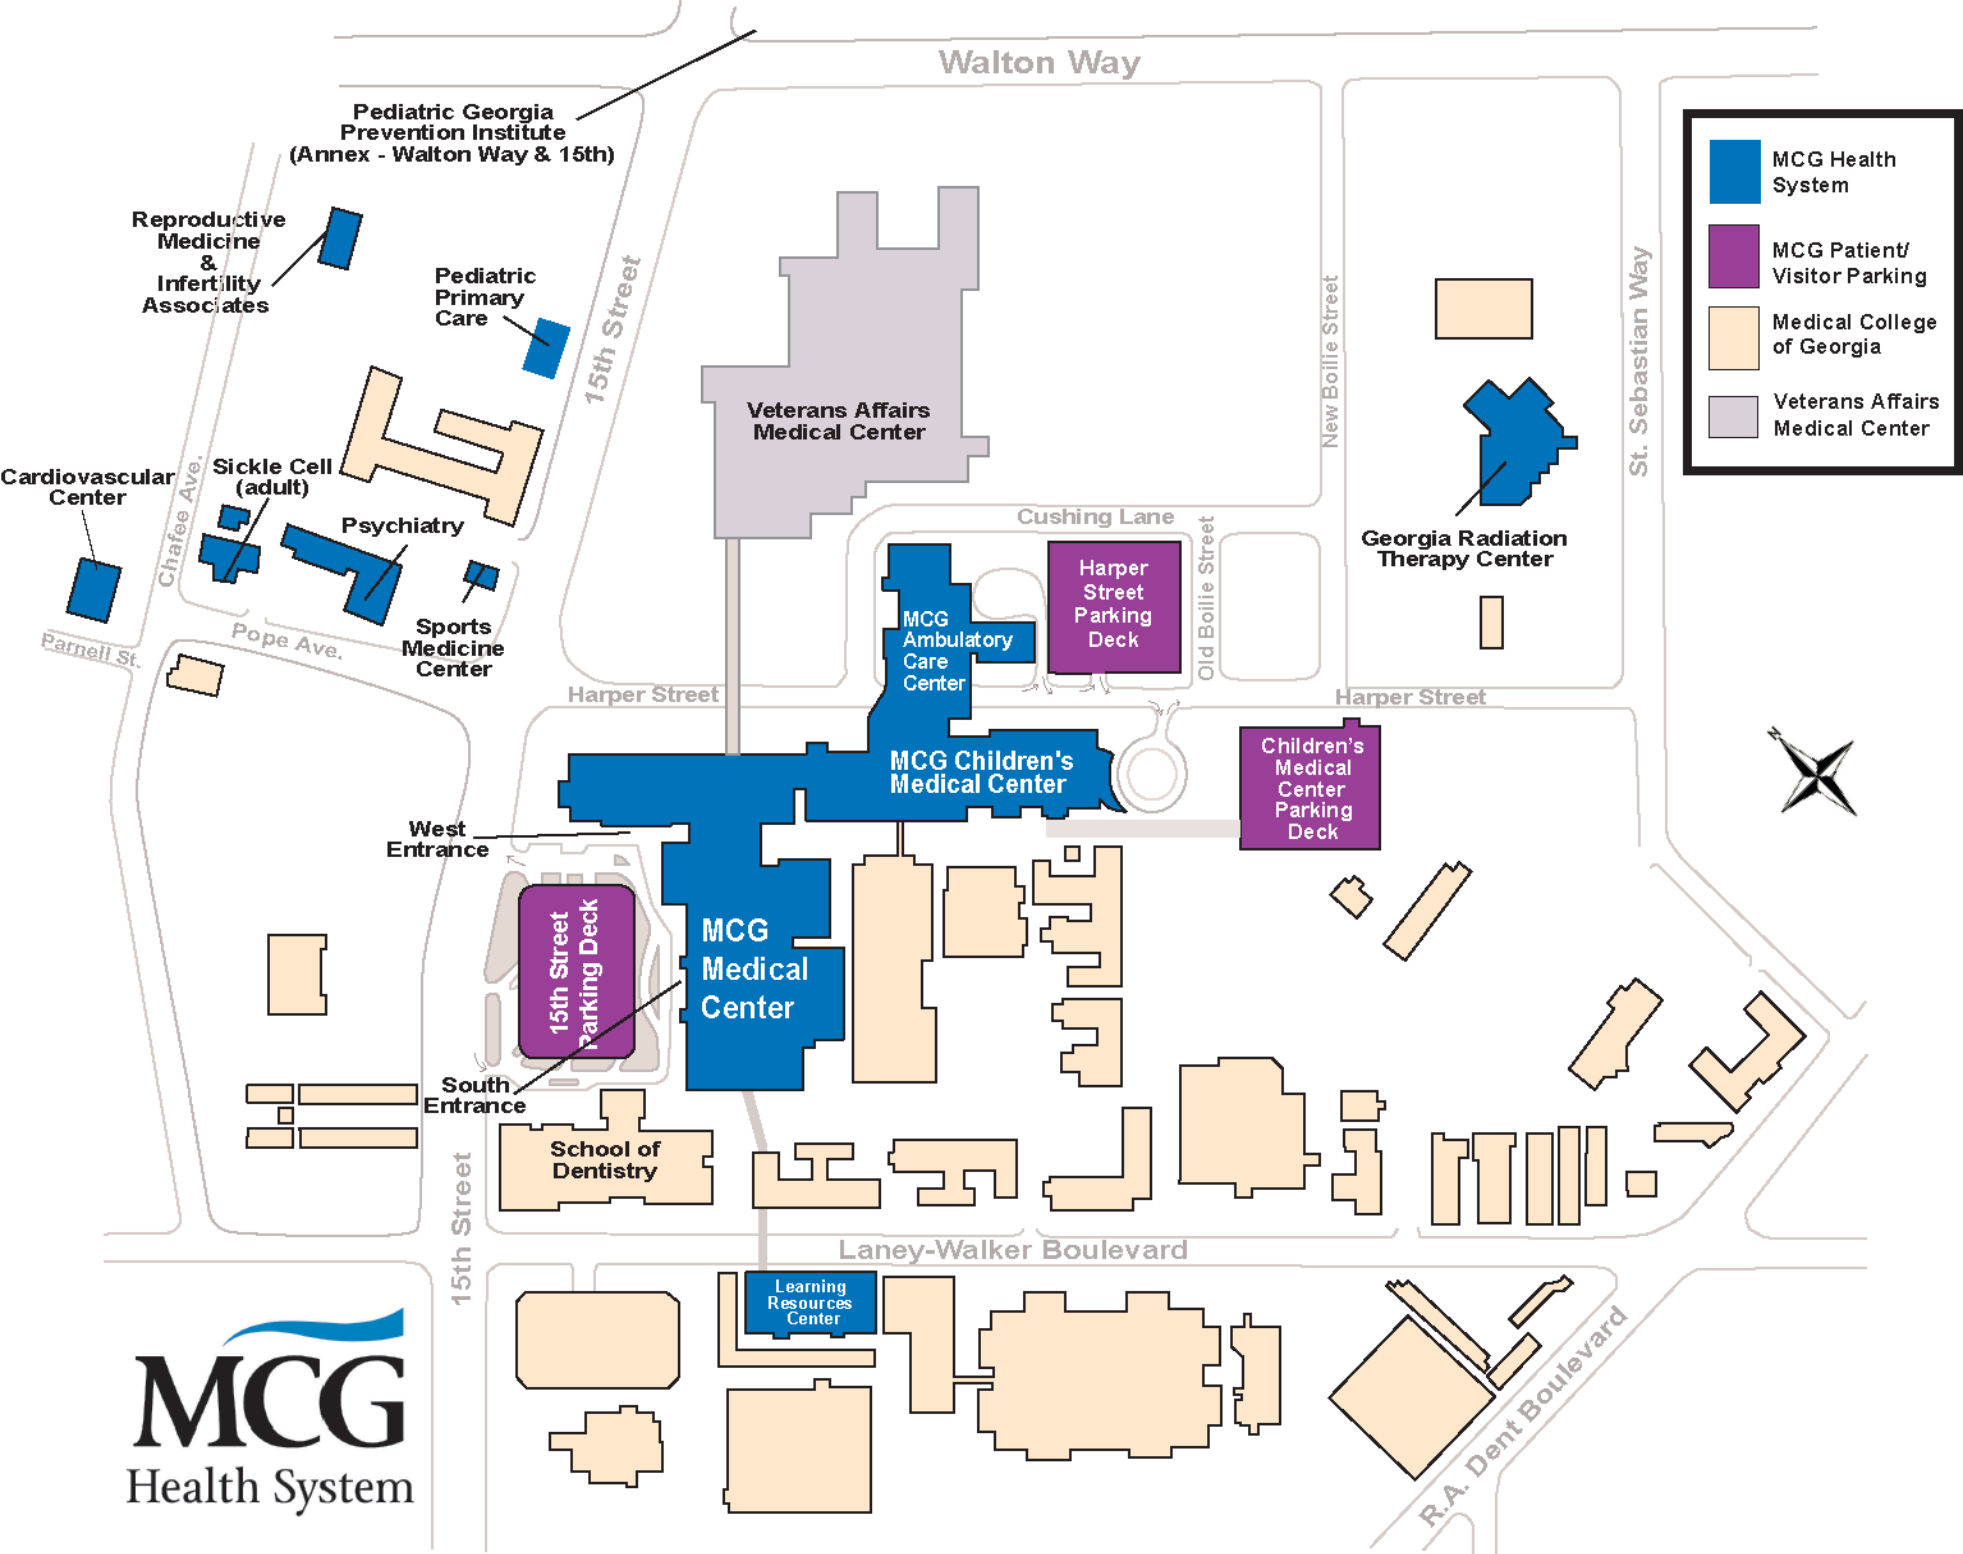 Walton Way
Pediatric Georgia
Prevention Institute
(Annex - Walton Way & 15th)
MCG Health
System
MCG Patient/
Visitor Parking
Medical College
of Georgia
Veterans Affairs
Medical Center
Reproductive
Medicine
&
Infertility
Associates
Pediatric
Primary
Care
15th Street
New Boilie Street
St. Sebastian Way
Veterans Affairs
Medical Center
Cardiovascular
Center
Chafee Ave.
Sickle Cell
(adult)
Psychiatry
Cushing Lane
Old Boilie Street
Georgia Radiation
Therapy Center
Harper
Street
Parking
Deck
MCG
Ambulatory
Care
Center
Parnell St.
Pope Ave.
Sports
Medicine
Center
Harper Street
Harper Street
MCG Children's
Medical Center
Children's
Medical
Center
Parking
Deck
N
West
Entrance
15th Street
Parking Deck
MCG
Medical
Center
South
Entrance
School of
Dentistry
15th Street
Laney-Walker Boulevard
Learning
Resources
Center
R.A. Dent Boulevard
MCG
Health System